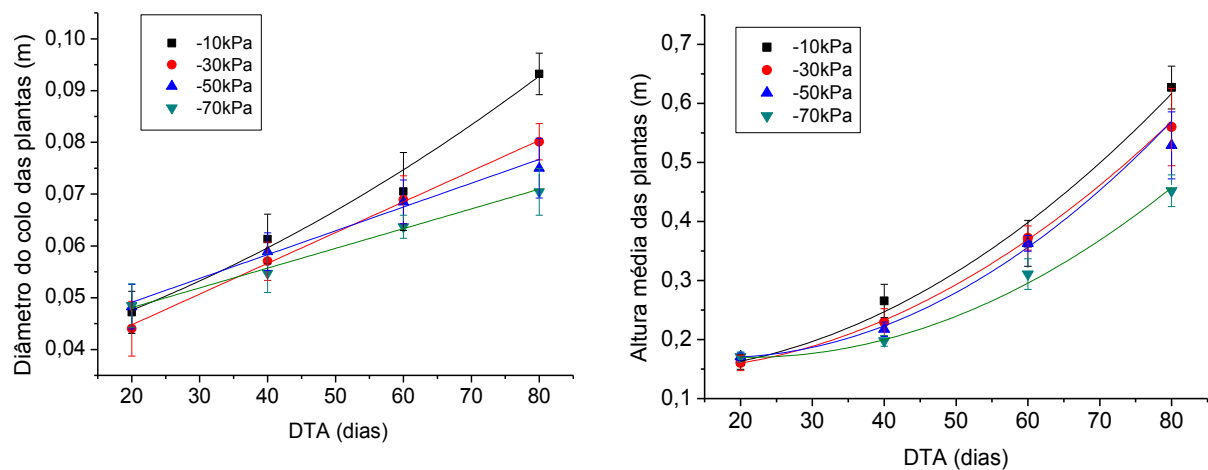 Diâmetro do colo das plantas (m)
0,10
0,09
0,08
0,07
0,06
0,05
0,04
-10kPa
-30kPa
-50kPa
-70kPa
20
40
60
80
DTA (dias)
Altura média das plantas (m)
0,7
0,6
0,5
0,4
0,3
0,2
0,1
-10kPa
-30kPa
-50kPa
-70kPa
20
30
40
50
60
70
80
DTA (dias)